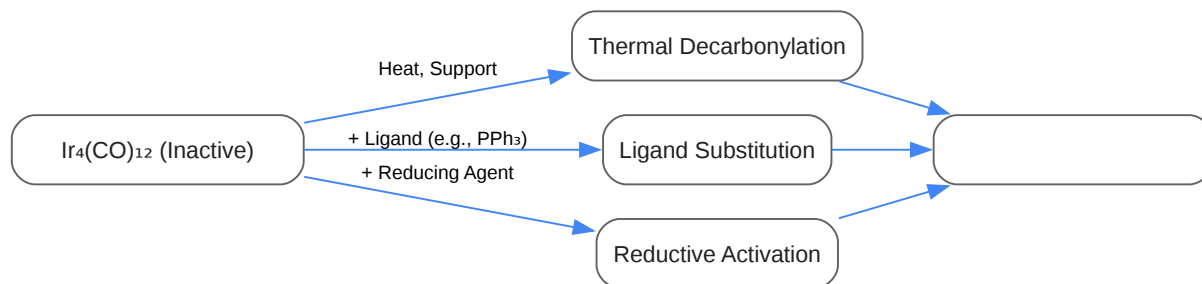 Thermal Decarbonylation
Heat, Support
Ir₄(CO)₁₂ (Inactive)
+ Ligand (e.g., PPh₃)
Ligand Substitution
+ Reducing Agent
Reductive Activation